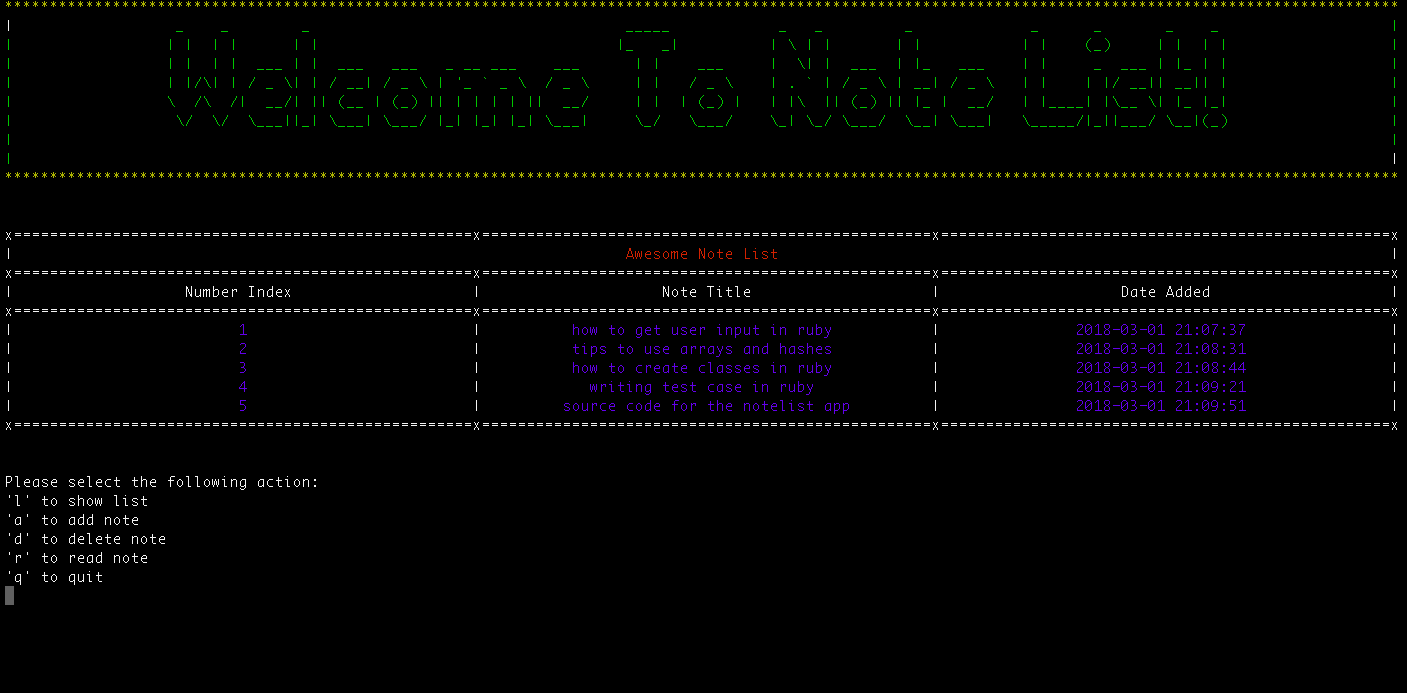 Welcome To Note List!
Awesome Note List
Number Index Note Title Date Added
1 how to get user input in ruby 2018-03-01 21:07:37
2 tips to use arrays and hashes 2018-03-01 21:08:31
3 how to create classes in ruby 2018-03-01 21:08:44
4 writing test case in ruby 2018-03-01 21:09:21
5 source code for the notelist app 2018-03-01 21:09:51
Please select the following action:
'l' to show list
'a' to add note
'd' to delete note
'r' to read note
'q' to quit